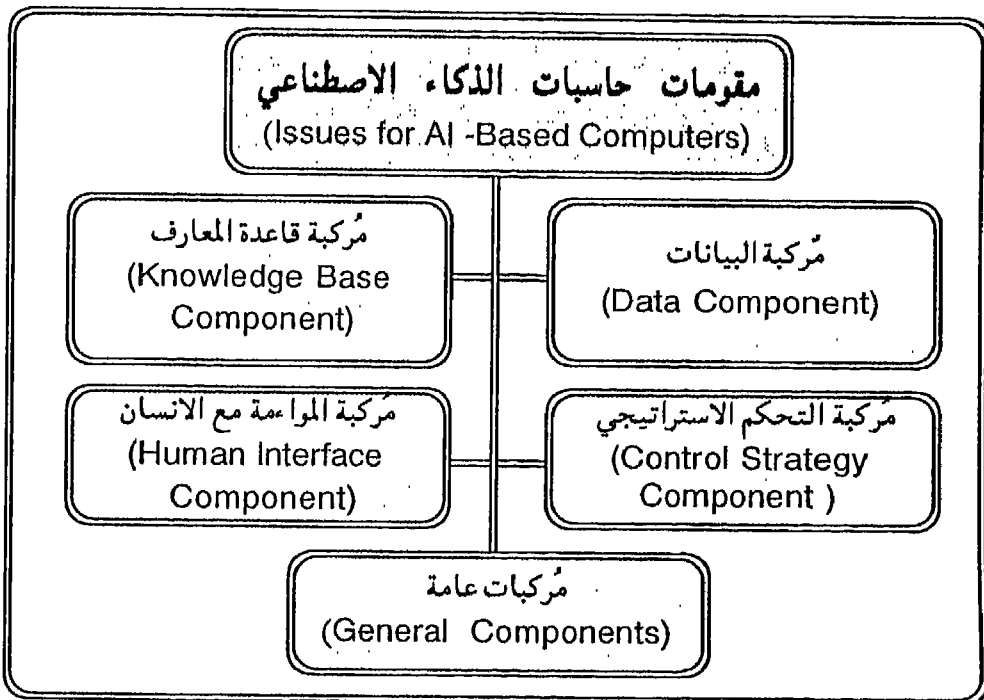 مقومات حاسبات الذكاء الاصطناعي
(Issues for AI -Based Computers)
مُركبة البيانات
(Data Component)
مُركبة قاعدة المعارف
(Knowledge Base
Component)
مُركبة التحكم الاستراتيجي
(Control Strategy
Component )
مُركبة المواءمة مع الانسان
(Human Interface
Component)
مُركبات عامة
(General Components)